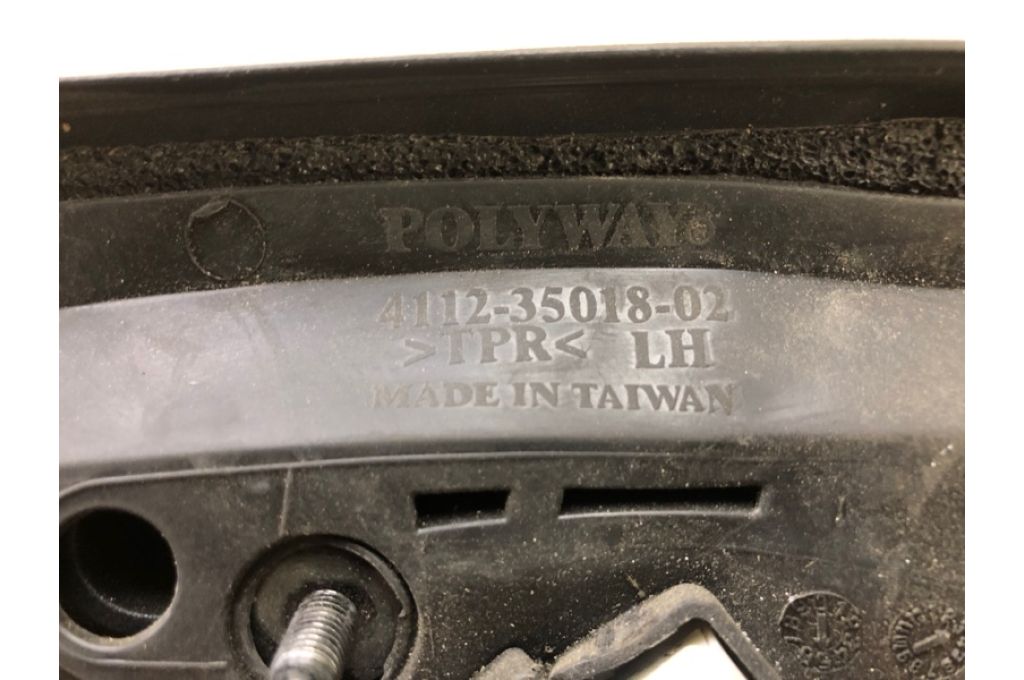 POLYWAY®
4112-35018-02
>TPR< LH
MADE IN TAIWAN